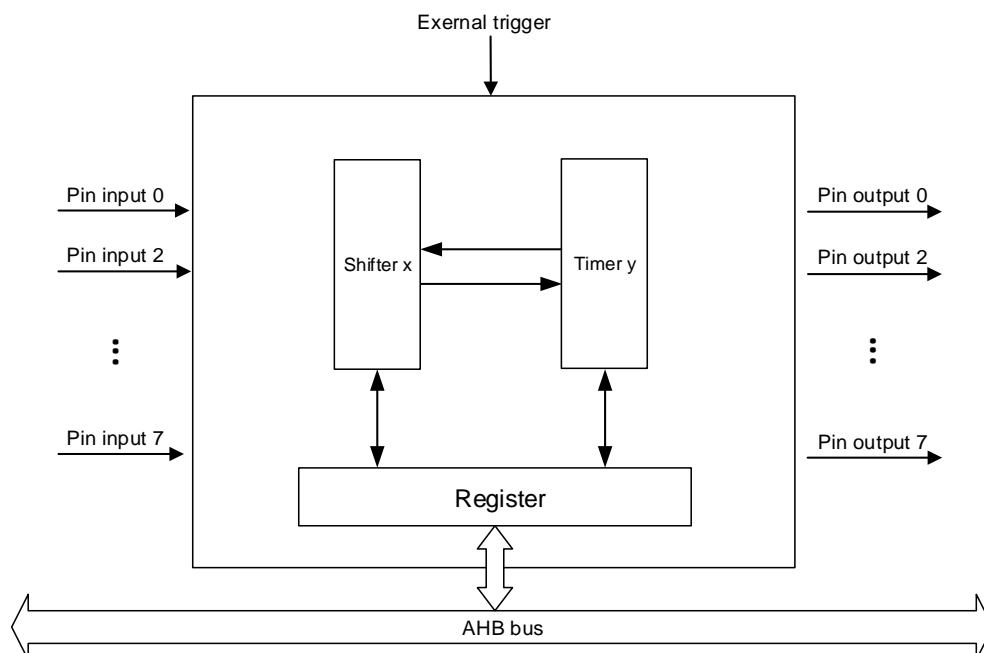 Exernal trigger
Pin input 0
Pin output 0
Pin input 2
Shifter x
Timer y
Pin output 2
Pin input 7
Pin output 7
Register
AHB bus